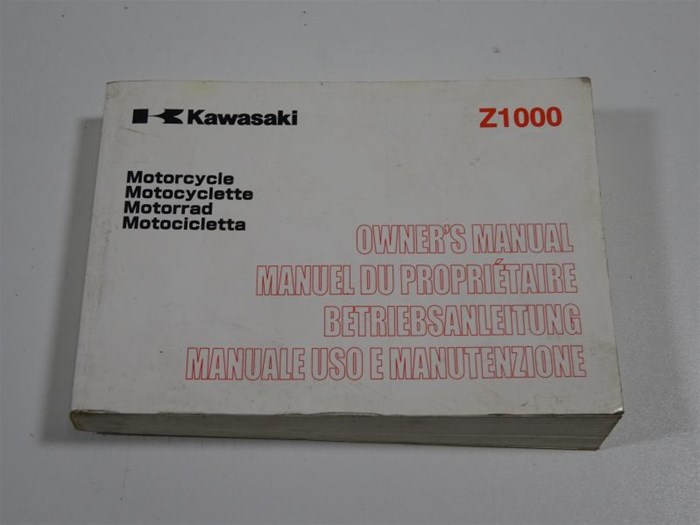 Kawasaki
Z1000
Motorcycle
Motocyclette
Motorrad
Motocicletta
OWNER'S MANUAL
MANUEL DU PROPRIÉTAIRE
BETRIEBSANLEITUNG
MANUALE USO E MANUTENZIONE